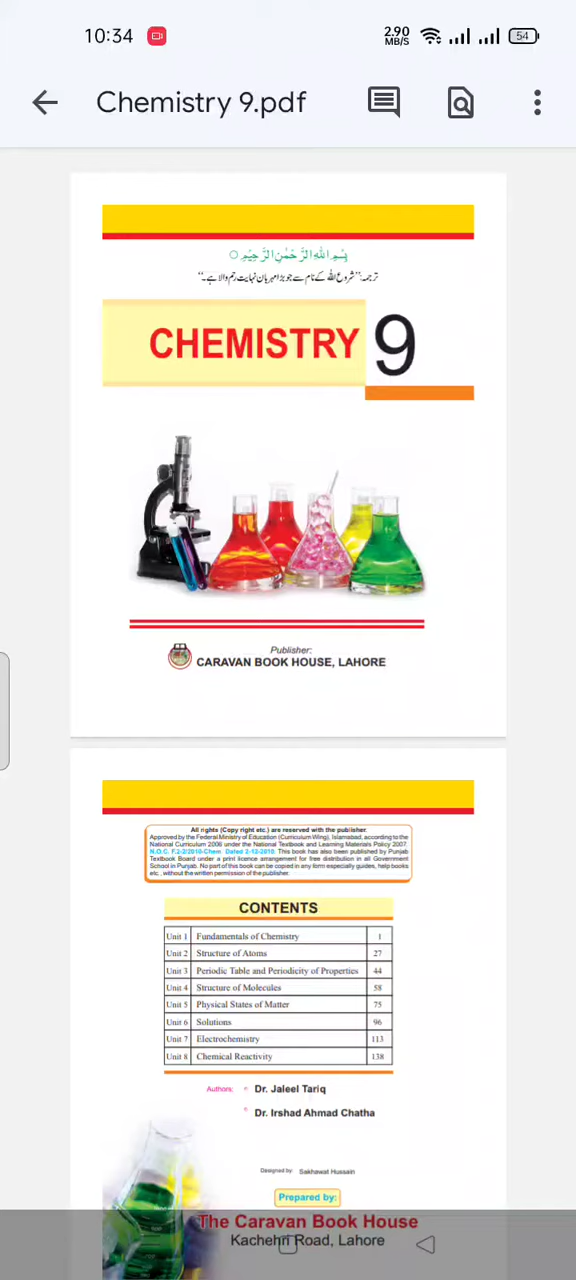 10:34
2.90
MB/S
54
Chemistry 9.pdf
بِسْمِ اللهِ الرَّحْمٰنِ الرَّحِيْمِ
ترجمہ: ’’شروع اللہ کے نام سے جو بڑا مہربان نہایت رحم والا ہے۔‘‘
CHEMISTRY 9
Publisher:
CARAVAN BOOK HOUSE, LAHORE
All rights (Copy right etc.) are reserved with the publisher.
Approved by the Federal Ministry of Education (Curriculum Wing), Islamabad, according to the
National Curriculum 2006 under the National Textbook and Learning Materials Policy 2007.
N.O.C. F.2-2/2010-Chem. Dated 2-12-2010. This book has also been published by Punjab
Textbook Board under a print licence arrangement for free distribution in all Government
School in Punjab. No part of this book can be copied in any form especially guides, help books
etc., without the written permission of the publisher.
CONTENTS
Unit 1 Fundamentals of Chemistry 1
Unit 2 Structure of Atoms 27
Unit 3 Periodic Table and Periodicity of Properties 44
Unit 4 Structure of Molecules 58
Unit 5 Physical States of Matter 75
Unit 6 Solutions 96
Unit 7 Electrochemistry 113
Unit 8 Chemical Reactivity 138
Authors: * Dr. Jaleel Tariq
* Dr. Irshad Ahmad Chatha
Designed by: Sakhawat Hussain
Prepared by:
The Caravan Book House
Kachehri Road, Lahore